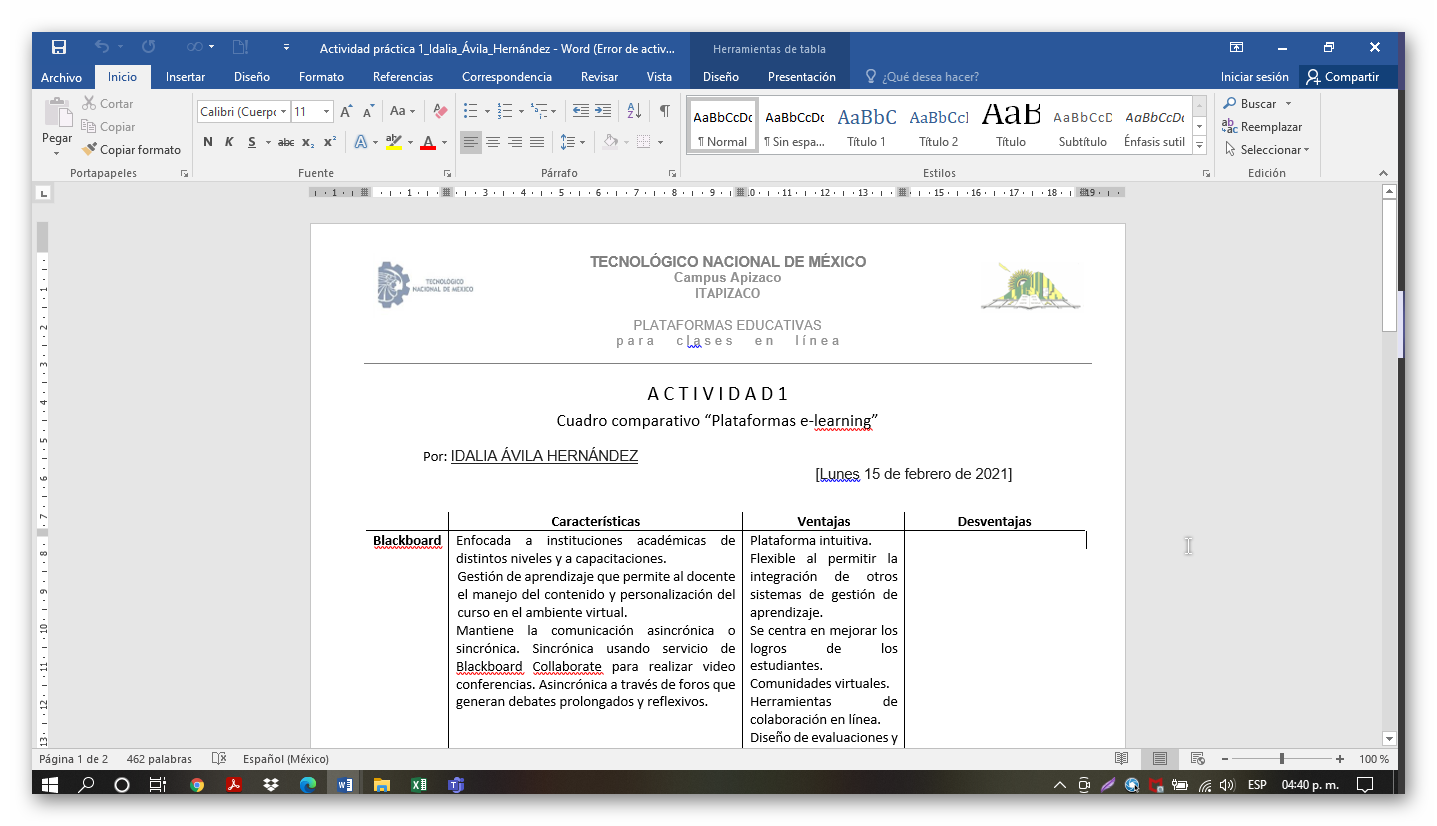 Actividad práctica 1_Idalia_Ávila_Hernández - Word (Error de activ...
Herramientas de tabla
Archivo Inicio Insertar Diseño Formato Referencias Correspondencia Revisar Vista Diseño Presentación ¿Qué desea hacer? Iniciar sesión Compartir
Pegar
Cortar
Copiar
Copiar formato
Portapapeles
Calibri (Cuerpo 11
N K S abc x₂ x²
Fuente
Párrafo
AaBbCcDc AaBbCcDc AaBbC AaBbCcI AaB AaBbCcD AaBbCcDc
¶ Normal ¶ Sin espa... Título 1 Título 2 Título Subtítulo Énfasis sutil
Estilos
Buscar
Reemplazar
Seleccionar
Edición
TECNOLÓGICO NACIONAL DE MÉXICO
TECNOLÓGICO NACIONAL DE MÉXICO
Campus Apizaco
ITAPIZACO
PLATAFORMAS EDUCATIVAS
para clases en línea
A C T I V I D A D 1
Cuadro comparativo “Plataformas e-learning”
Por: IDALIA ÁVILA HERNÁNDEZ
[Lunes 15 de febrero de 2021]
Características Ventajas Desventajas
Blackboard
Enfocada a instituciones académicas de
distintos niveles y a capacitaciones.
Gestión de aprendizaje que permite al docente
el manejo del contenido y personalización del
curso en el ambiente virtual.
Mantiene la comunicación asincrónica o
sincrónica. Sincrónica usando servicio de
Blackboard Collaborate para realizar video
conferencias. Asincrónica a través de foros que
generan debates prolongados y reflexivos.
Plataforma intuitiva.
Flexible al permitir la
integración de otros
sistemas de gestión de
aprendizaje.
Se centra en mejorar los
logros de los
estudiantes.
Comunidades virtuales.
Herramientas de
colaboración en línea.
Diseño de evaluaciones y
Página 1 de 2 462 palabras Español (México) 100 %
ESP 04:40 p. m.